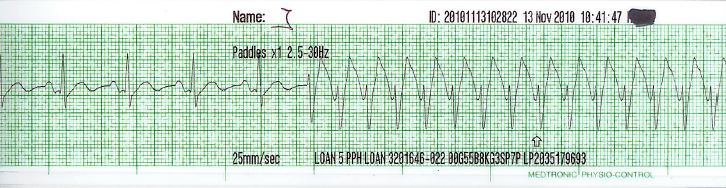 Name: J
ID: 20101113102822 13 Nov 2010 10:41:47
Paddles x1 2.5-30Hz
25mm/sec LOAN 5 PPH LOAN 3201646-022 LP2035179693
MEDTRONIC PHYSIO-CONTROL